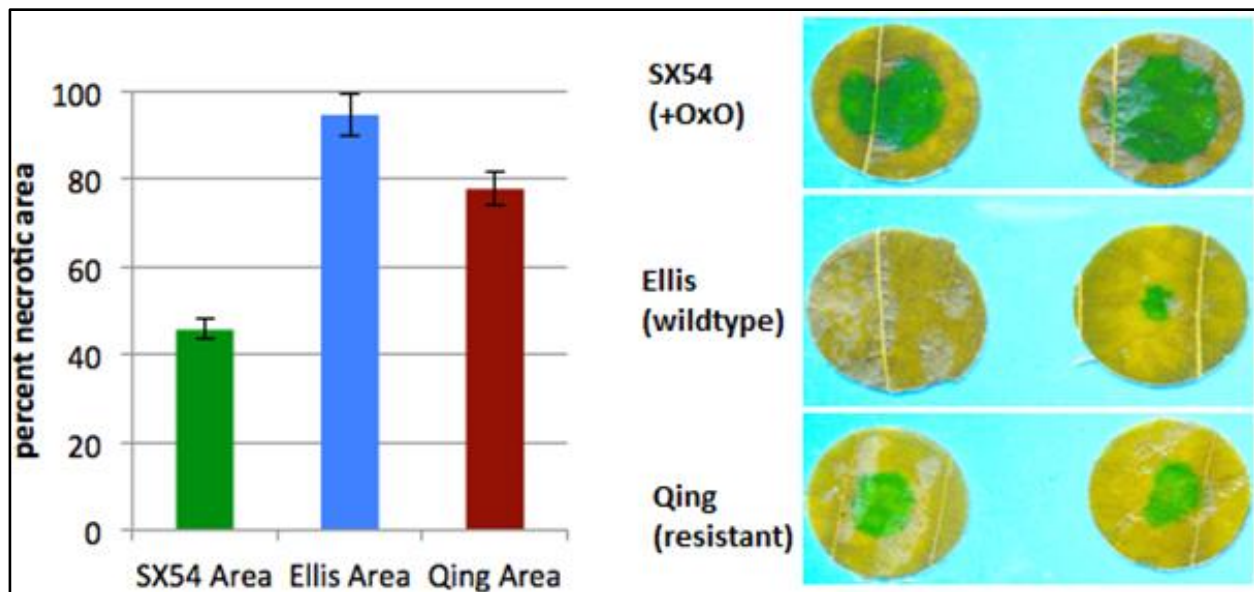 percent necrotic area
100
80
60
40
20
0
SX54 Area
Ellis Area
Qing Area
SX54
(+OxO)
Ellis
(wildtype)
Qing
(resistant)